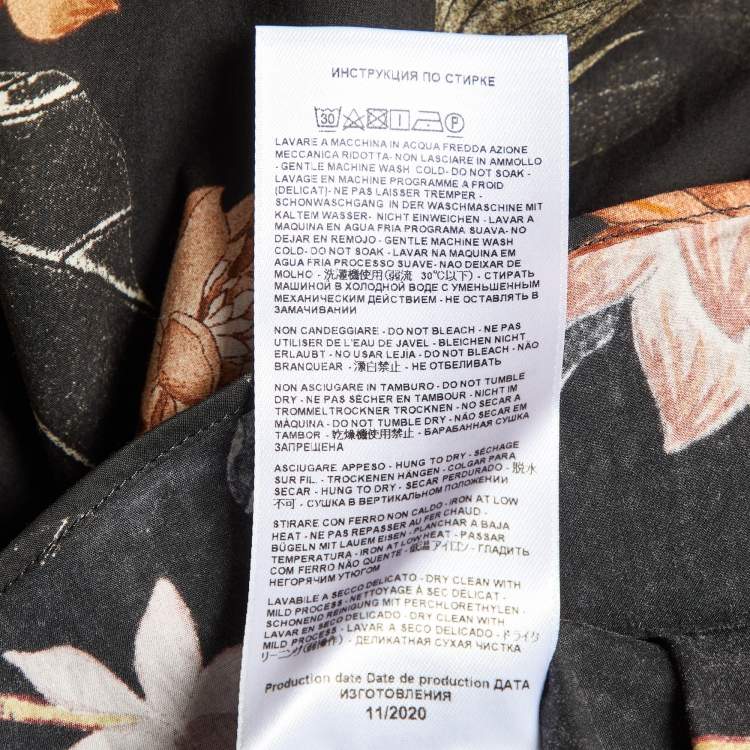 ИНСТРУКЦИЯ ПО СТИРКЕ
30 P
LAVARE A MACCHINA IN ACQUA FREDDA AZIONE
MECCANICA RIDOTTA- NON LASCIARE IN AMMOLLO
- GENTLE MACHINE WASH COLD- DO NOT SOAK -
LAVAGE EN MACHINE PROGRAMME A FROID
(DELICAT)- NE PAS LAISSER TREMPER -
SCHONWASCHGANG IN DER WASCHMASCHINE MIT
KALTEM WASSER- NICHT EINWEICHEN - LAVAR A
MAQUINA EN AGUA FRIA PROGRAMA SUAVA- NO
DEJAR EN REMOJO - GENTLE MACHINE WASH
COLD- DO NOT SOAK - LAVAR NA MAQUINA EM
AGUA FRIA PROCESSO SUAVE- NAO DEIXAR DE
MOLHO - 洗濯機使用(弱流 30℃以下) - СТИРАТЬ
МАШИНОЙ В ХОЛОДНОЙ ВОДЕ С УМЕНЬШЕННЫМ
МЕХАНИЧЕСКИМ ДЕЙСТВИЕМ - НЕ ОСТАВЛЯТЬ В
ЗАМАЧИВАНИИ
NON CANDEGGIARE - DO NOT BLEACH - NE PAS
UTILISER DE L'EAU DE JAVEL - BLEICHEN NICHT
ERLAUBT - NO USAR LEJIA - DO NOT BLEACH - NÃO
BRANQUEAR - 漂白禁止 - НЕ ОТБЕЛИВАТЬ
NON ASCIUGARE IN TAMBURO - DO NOT TUMBLE
DRY - NE PAS SÈCHER EN TAMBOUR - NICHT IM
TROMMELTROCKNER TROCKNEN - NO SECAR A
MÁQUINA - DO NOT TUMBLE DRY - NÃO SECAR EM
TAMBOR - 乾燥機使用禁止 - БАРАБАННАЯ СУШКА
ЗАПРЕЩЕНА
ASCIUGARE APPESO - HUNG TO DRY - SÉCHAGE
SUR FIL. - TROCKENEN HÄNGEN - COLGAR PARA
SECAR - HUNG TO DRY - SECAR PERDURADO - 脱水
不可 - СУШКА В ВЕРТИКАЛЬНОМ ПОЛОЖЕНИИ
STIRARE CON FERRO NON CALDO - IRON AT LOW
HEAT - NE PAS REPASSER AU FER CHAUD -
BÜGELN MIT LAUEM EISEN - PLANCHAR A BAJA
TEMPERATURA - IRON AT LOW HEAT - PASSAR
COM FERRO NÃO QUENTE - 低温アイロン - ГЛАДИТЬ
НЕГОРЯЧИМ УТЮГОМ
LAVABILE A SECCO DELICATO - DRY CLEAN WITH
MILD PROCESS - NETTOYAGE À SEC DÉLICAT -
SCHONEND REINIGUNG MIT PERCHLORETHYLEN -
LAVAR EN SECO DELICADO - DRY CLEAN WITH
MILD PROCESS - LAVAR A SECO DELICADO - ドライク
リーニング(弱操作) - ДЕЛИКАТНАЯ СУХАЯ ЧИСТКА
Production date Date de production ДАТА
ИЗГОТОВЛЕНИЯ
11/2020